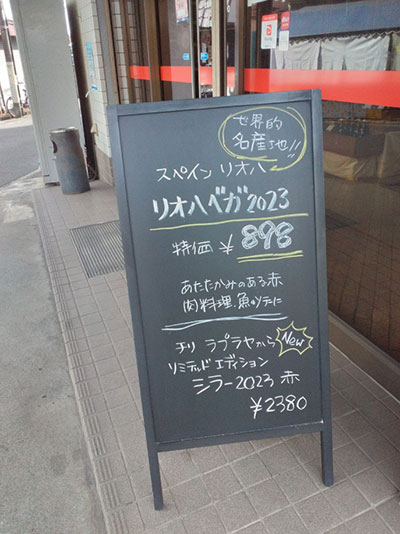 世界的
名産地!!
スペイン リオハ
リオハベガ2023
特価 ¥898
あたたかみのある赤
肉料理、魚のソテーに
チリ ラプラヤから New
リミテッド エディション
シラー2023 赤
¥2380